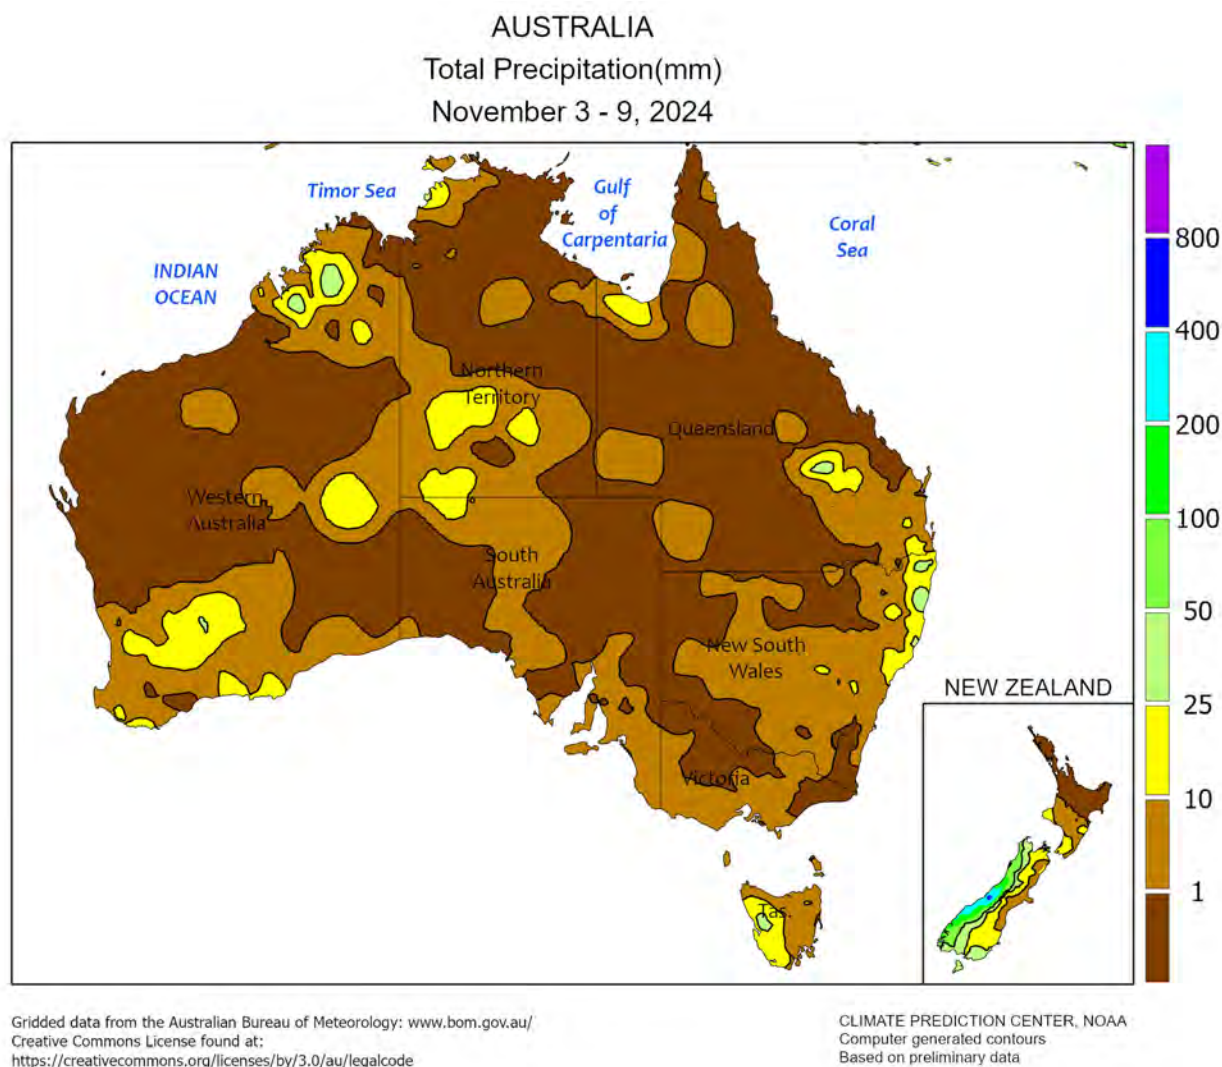 AUSTRALIA
Total Precipitation(mm)
November 3 - 9, 2024
Timor Sea
Gulf
of
Carpentaria
Coral
Sea
INDIAN
OCEAN
Northern
Territory
Queensland
Western
Australia
South
Australia
New South
Wales
Victoria
Tas.
NEW ZEALAND
800
400
200
100
50
25
10
1
Gridded data from the Australian Bureau of Meteorology: www.bom.gov.au/
Creative Commons License found at:
https://creativecommons.org/licenses/by/3.0/au/legalcode
CLIMATE PREDICTION CENTER, NOAA
Computer generated contours
Based on preliminary data